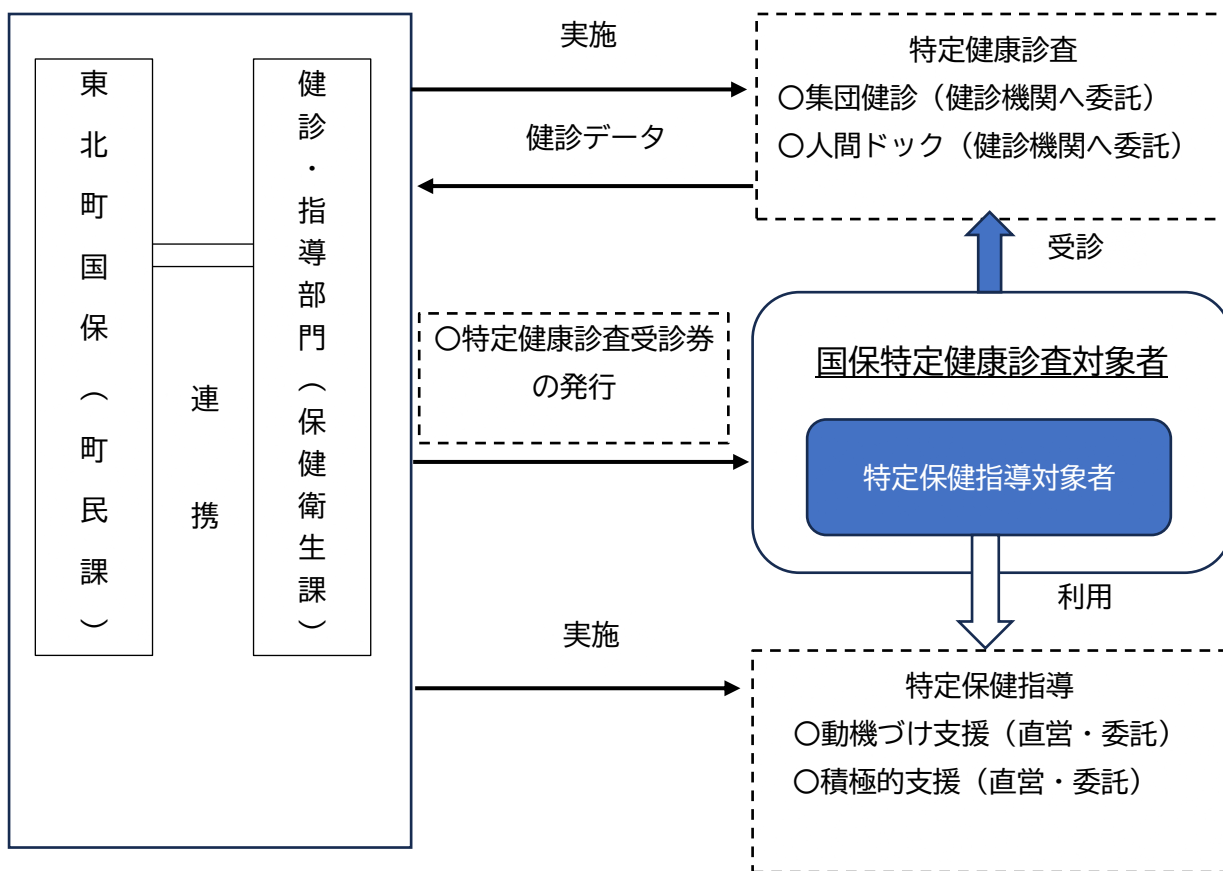 東北町国保（町民課）
連携
健診・指導部門（保健衛生課）
実施
健診データ
特定健康診査
〇集団健診（健診機関へ委託）
〇人間ドック（健診機関へ委託）
受診
〇特定健康診査受診券
の発行
国保特定健康診査対象者
特定保健指導対象者
利用
実施
特定保健指導
〇動機づけ支援（直営・委託）
〇積極的支援（直営・委託）